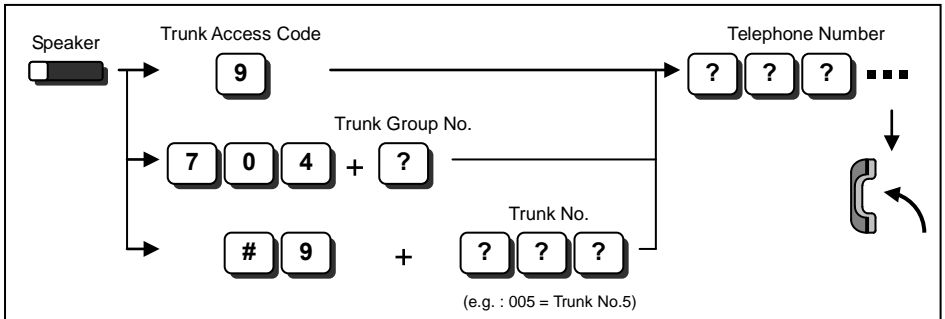 Speaker
Trunk Access Code
Telephone Number
9
? ? ?
Trunk Group No.
7 0 4 + ?
Trunk No.
# 9 + ? ? ?
(e.g. : 005 = Trunk No.5)